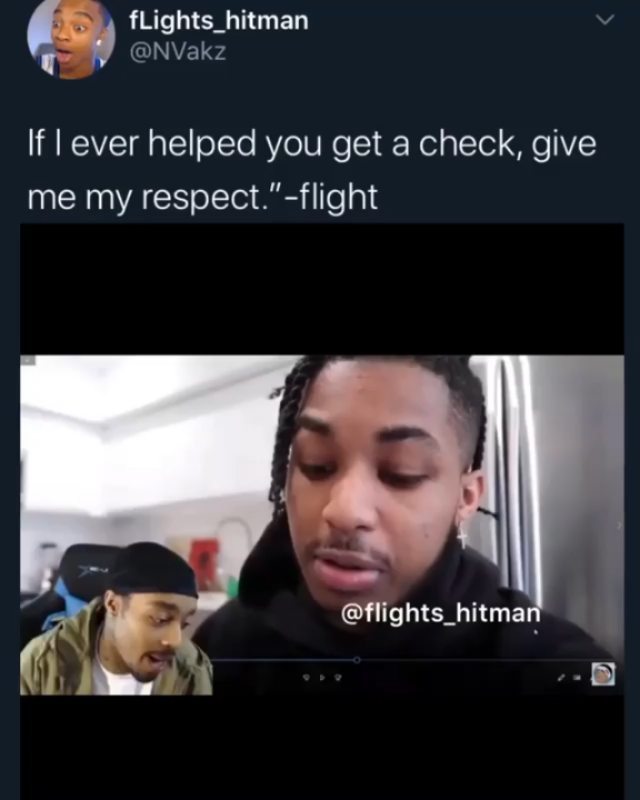 fLights_hitman
@NVakz
If I ever helped you get a check, give
me my respect."-flight
@flights_hitman